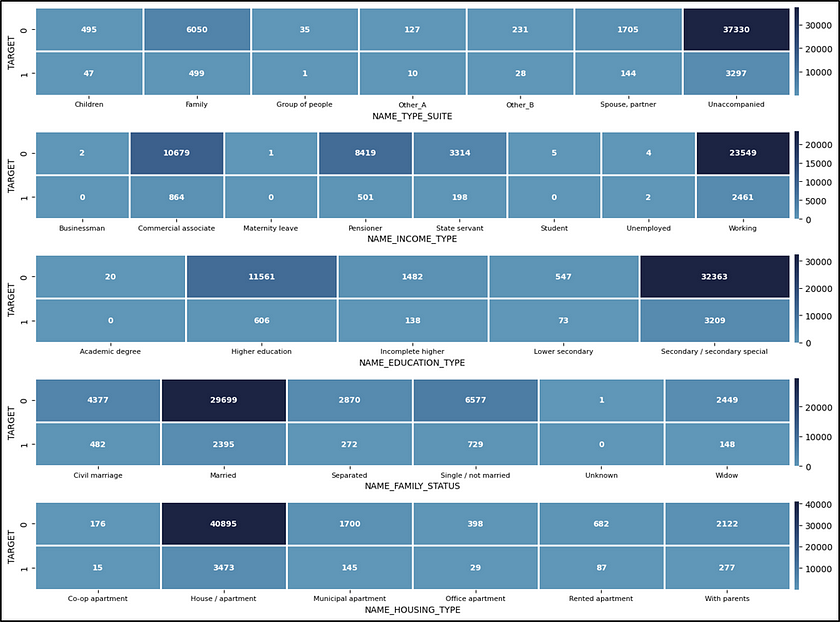 TARGET
0
495 6050 35 127 231 1705 37330
1
47 499 1 10 28 144 3297
30000
20000
10000
Children Family Group of people Other_A Other_B Spouse, partner Unaccompanied
NAME_TYPE_SUITE
TARGET
0
2 10679 1 8419 3314 5 4 23549
1
0 864 0 501 198 0 2 2461
20000
15000
10000
5000
0
Businessman Commercial associate Maternity leave Pensioner State servant Student Unemployed Working
NAME_INCOME_TYPE
TARGET
0
20 11561 1482 547 32363
1
0 606 138 73 3209
30000
20000
10000
0
Academic degree Higher education Incomplete higher Lower secondary Secondary / secondary special
NAME_EDUCATION_TYPE
TARGET
0
4377 29699 2870 6577 1 2449
1
482 2395 272 729 0 148
20000
10000
0
Civil marriage Married Separated Single / not married Unknown Widow
NAME_FAMILY_STATUS
TARGET
0
176 40895 1700 398 682 2122
1
15 3473 145 29 87 277
40000
30000
20000
10000
Co-op apartment House / apartment Municipal apartment Office apartment Rented apartment With parents
NAME_HOUSING_TYPE